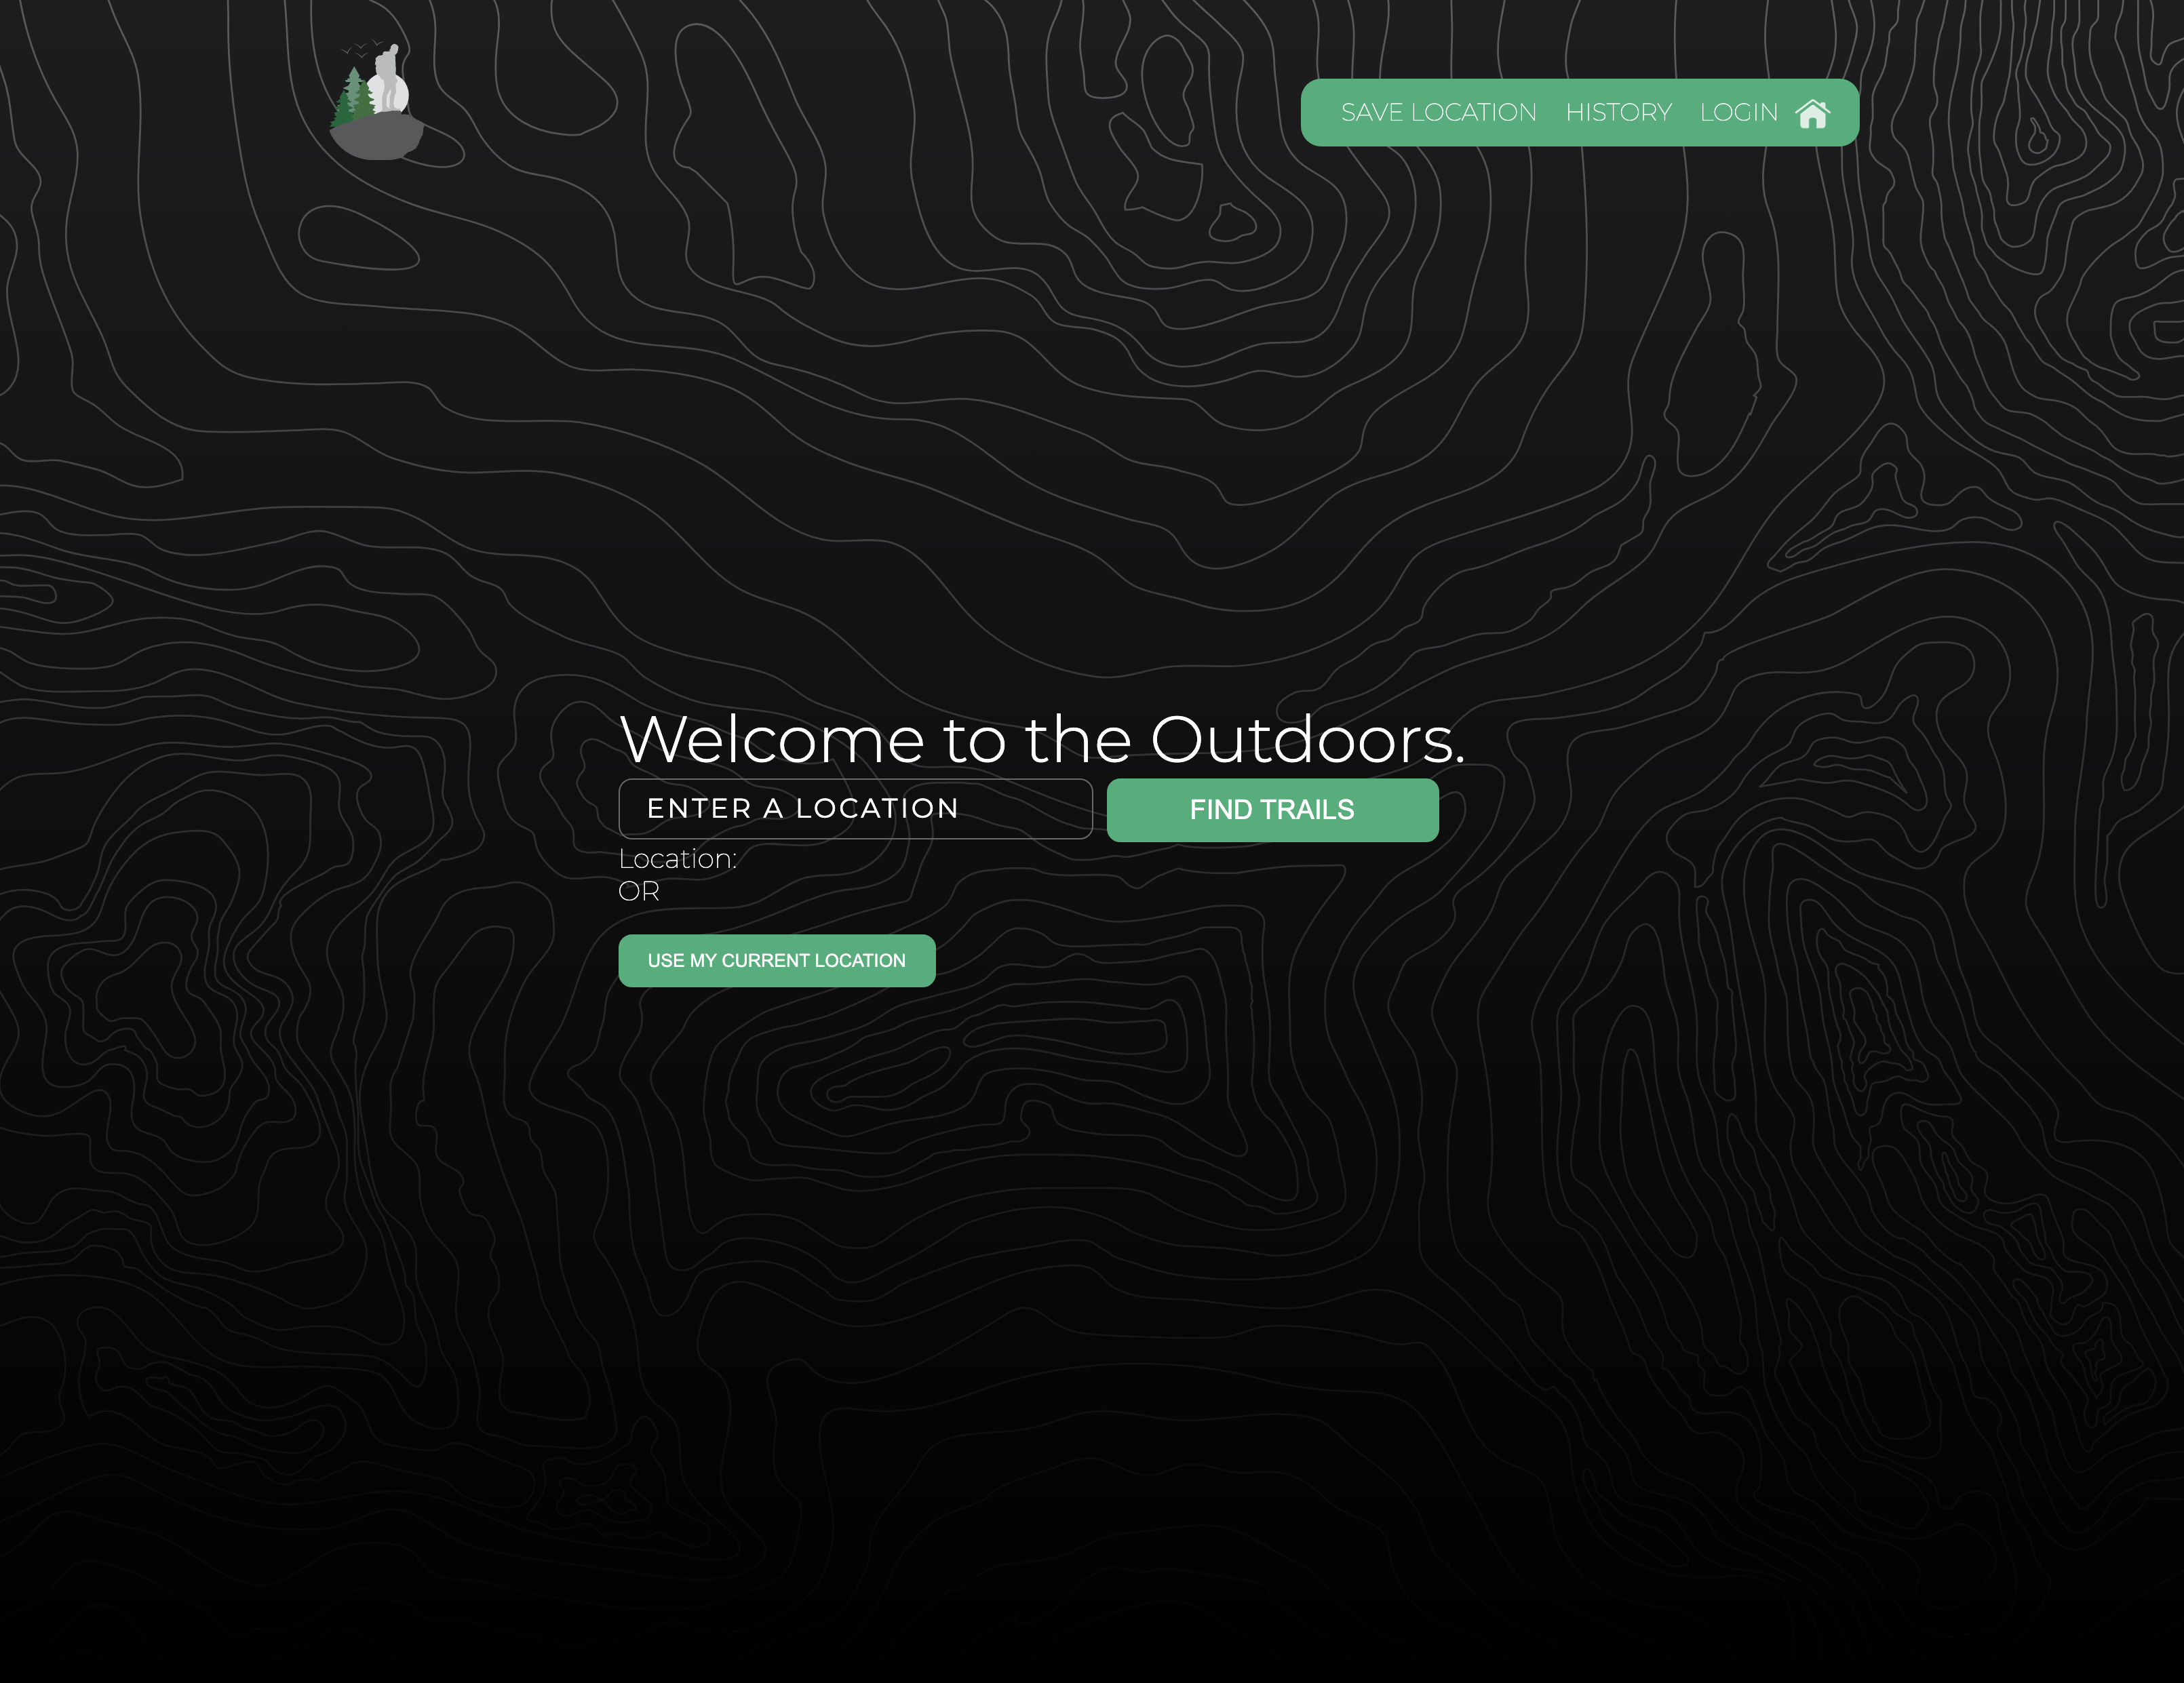 SAVE LOCATION HISTORY LOGIN
Welcome to the Outdoors.
ENTER A LOCATION FIND TRAILS
Location:
OR
USE MY CURRENT LOCATION